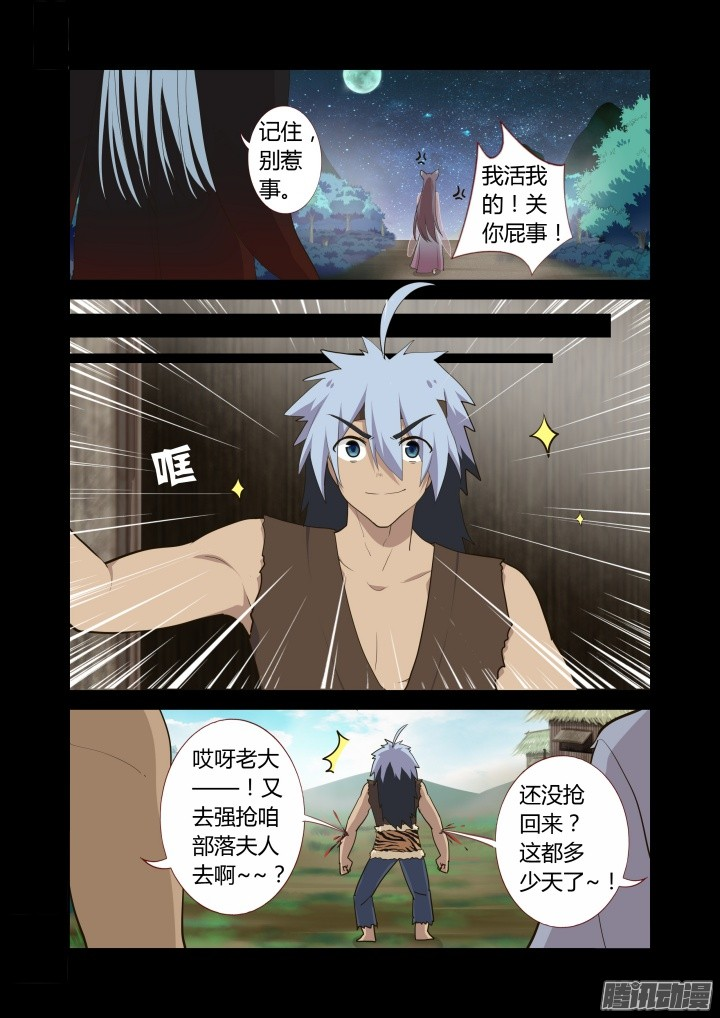 记住，
别惹
事。
我活我
的！关
你屁事！
哐
哎呀老大
——！又
去强抢咱
部落夫人
去啊~~？
还没抢
回来？
这都多
少天了~！
腾讯动漫